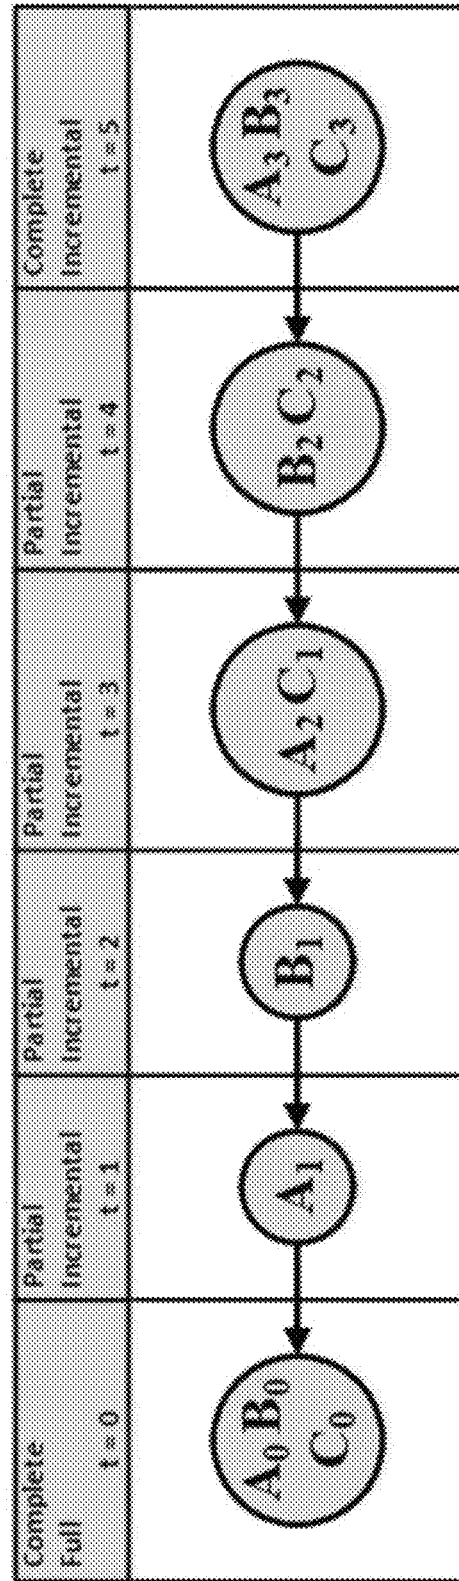 Complete
Full
t = 0
Partial
Incremental
t = 1
Partial
Incremental
t = 2
Partial
Incremental
t = 3
Partial
Incremental
t = 4
Complete
Incremental
t = 5
A₀ B₀
C₀
A₁
B₁
A₂ C₁
B₂ C₂
A₃ B₃
C₃